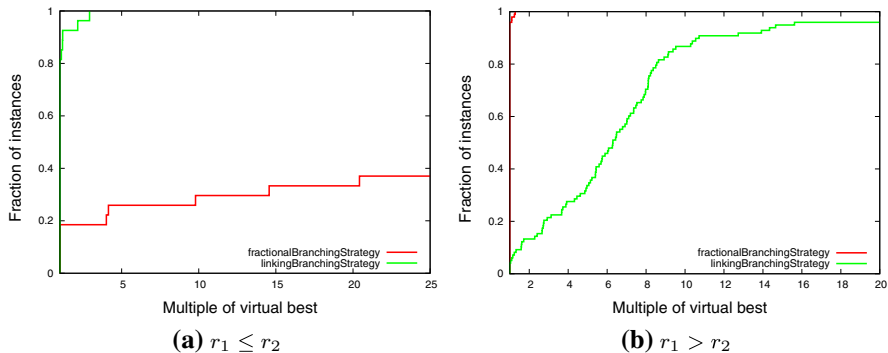 1
0.8
0.6
0.4
0.2
0
Fraction of instances
fractionalBranchingStrategy
linkingBranchingStrategy
5
10
15
20
25
Multiple of virtual best
(a) r₁ ≤ r₂
1
0.8
0.6
0.4
0.2
0
Fraction of instances
fractionalBranchingStrategy
linkingBranchingStrategy
2
4
6
8
10
12
14
16
18
20
Multiple of virtual best
(b) r₁ > r₂